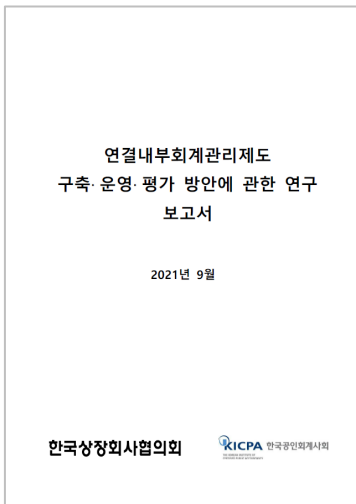 연결내부회계관리제도
구축· 운영· 평가 방안에 관한 연구
보고서
2021년 9월
한국상장회사협의회
KICPA 한국공인회계사회